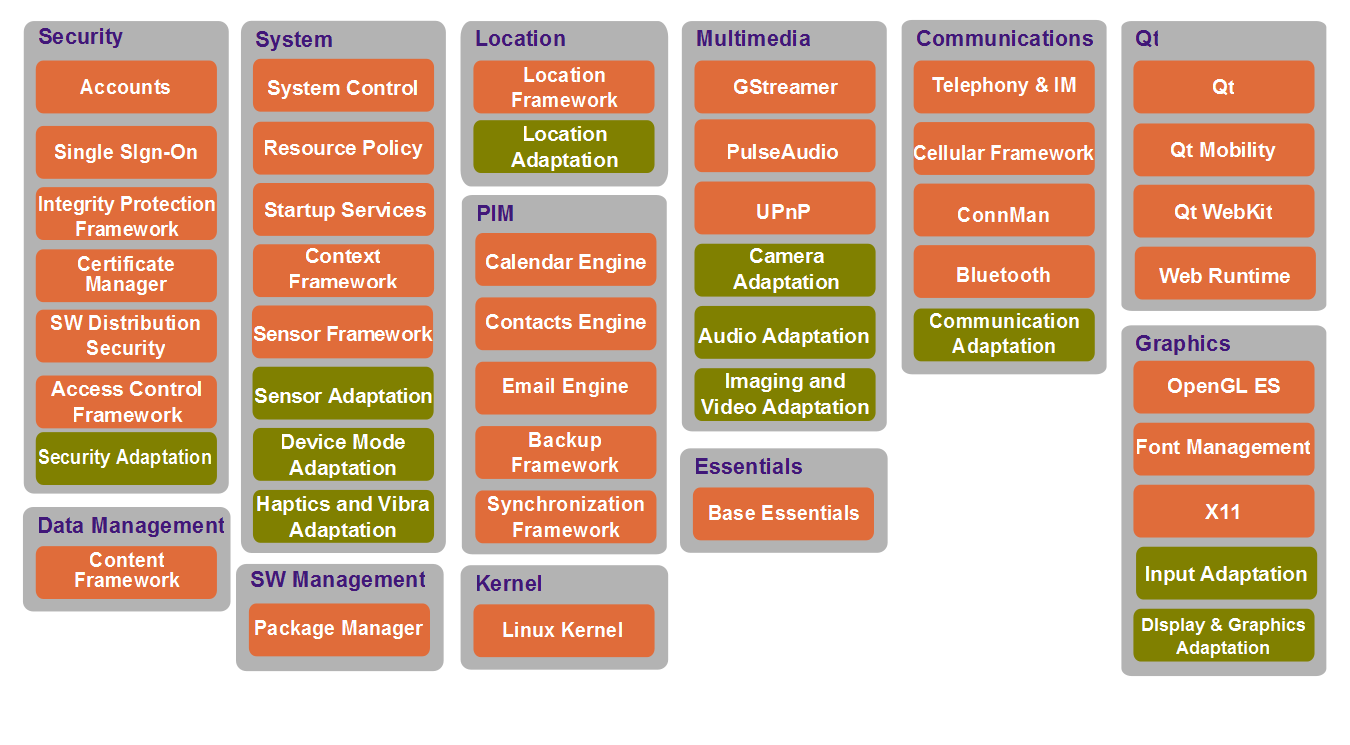 Security
Accounts
Single SIgn-On
Integrity Protection
Framework
Certificate
Manager
SW Distribution
Security
Access Control
Framework
Security Adaptation
Data Management
Content
Framework
System
System Control
Resource Policy
Startup Services
Context
Framework
Sensor Framework
Sensor Adaptation
Device Mode
Adaptation
Haptics and Vibra
Adaptation
SW Management
Package Manager
Location
Location
Framework
Location
Adaptation
PIM
Calendar Engine
Contacts Engine
Email Engine
Backup
Framework
Synchronization
Framework
Kernel
Linux Kernel
Multimedia
GStreamer
PulseAudio
UPnP
Camera
Adaptation
Audio Adaptation
Imaging and
Video Adaptation
Essentials
Base Essentials
Communications
Telephony & IM
Cellular Framework
ConnMan
Bluetooth
Communication
Adaptation
Qt
Qt
Qt Mobility
Qt WebKit
Web Runtime
Graphics
OpenGL ES
Font Management
X11
Input Adaptation
DIsplay & Graphics
Adaptation